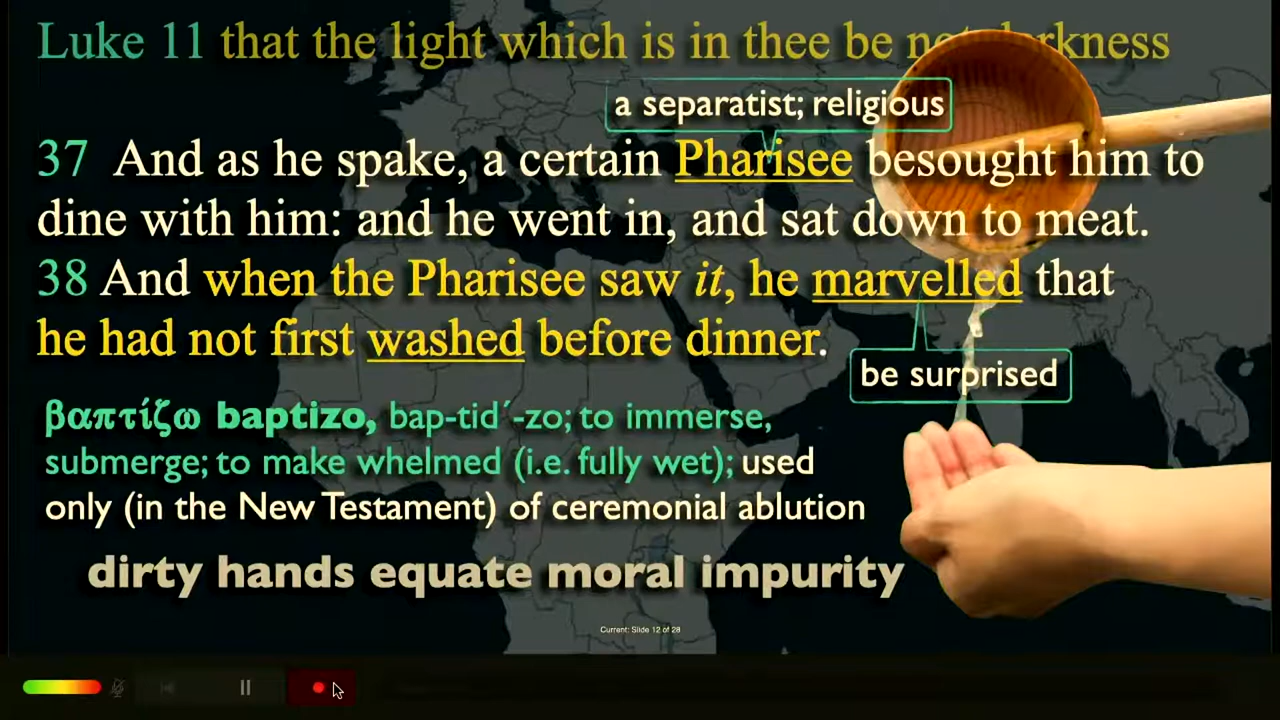 Luke 11 that the light which is in thee be not darkness
a separatist; religious
37 And as he spake, a certain Pharisee besought him to
dine with him: and he went in, and sat down to meat.
38 And when the Pharisee saw it, he marvelled that
he had not first washed before dinner.
be surprised
βαπτίζω baptizo, bap-tid´-zo; to immerse,
submerge; to make whelmed (i.e. fully wet); used
only (in the New Testament) of ceremonial ablution
dirty hands equate moral impurity
Current: Slide 12 of 28